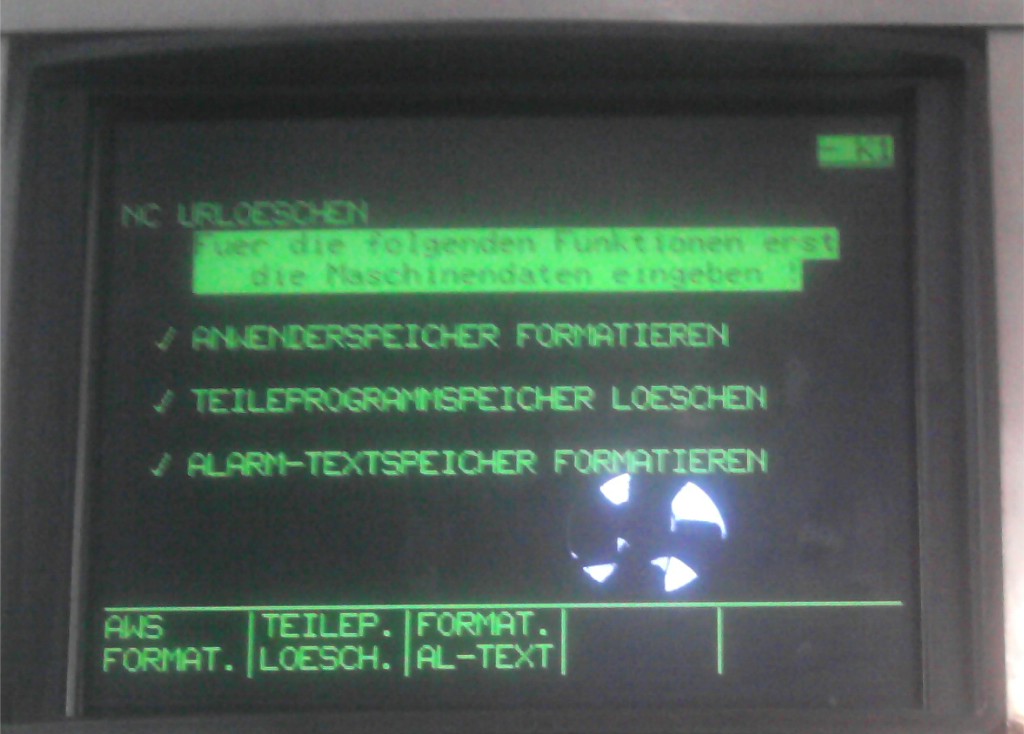 - K1
NC URLOESCHEN
Fuer die folgenden Funktionen erst
die Maschinendaten eingeben !
✓ ANWENDERSPEICHER FORMATIEREN
✓ TEILEPROGRAMMSPEICHER LOESCHEN
✓ ALARM-TEXTSPEICHER FORMATIEREN
AWS TEILEP. FORMAT.
FORMAT. LOESCH. AL-TEXT